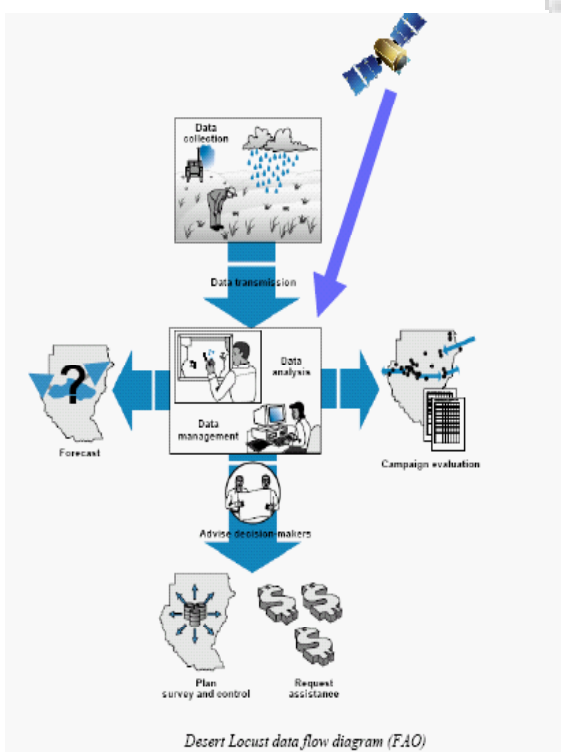 Data
collection
Data transmission
Data
analysis
Data
management
?
Forecast
Campaign evaluation
Advise decision-makers
Plan
survey and control
Request
assistance
Desert Locust data flow diagram (FAO)